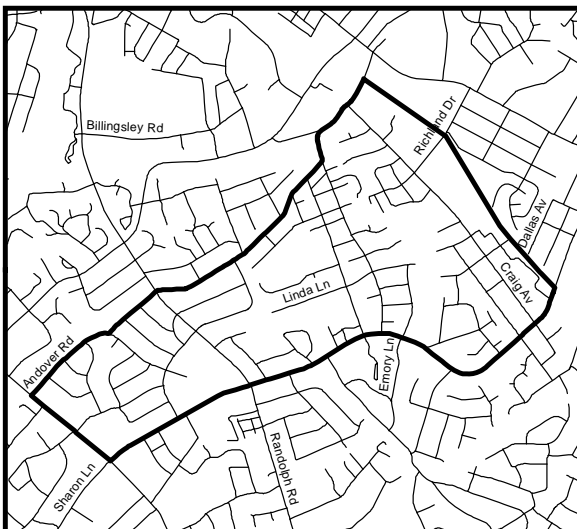 Richland Dr
Billingsley Rd
Dallas Av
Craig Av
Linda Ln
Andover Rd
Emory Ln
Randolph Rd
Sharon Ln